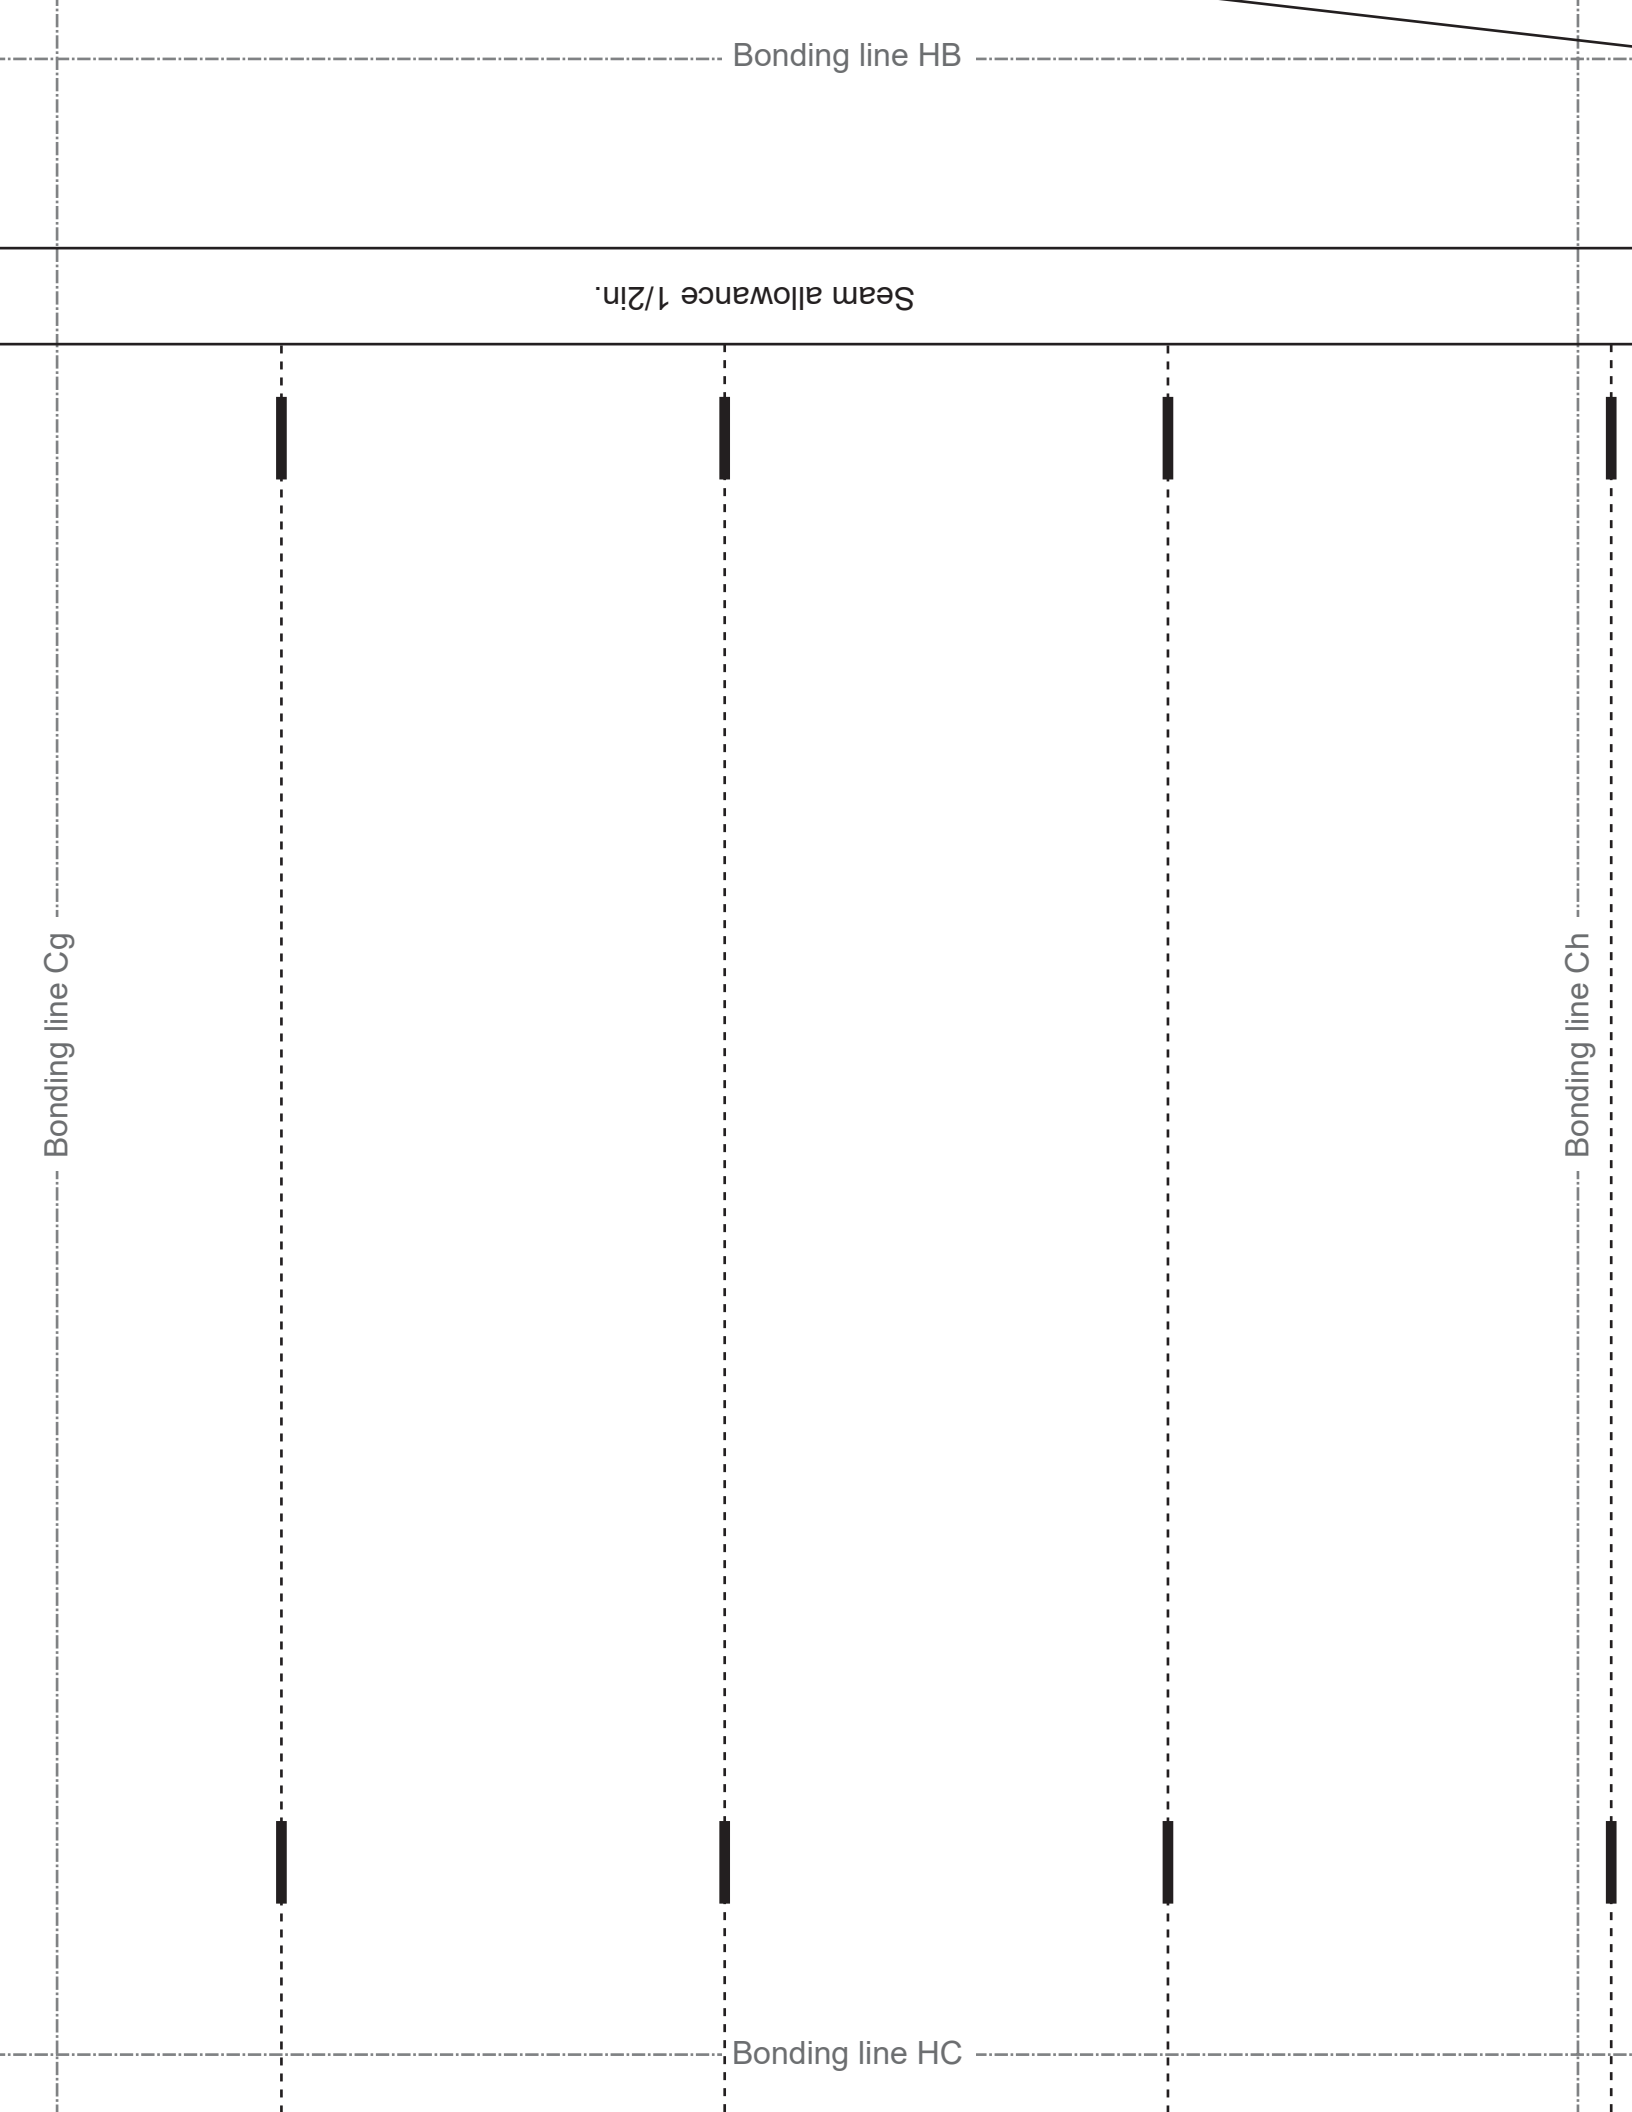 Bonding line HB
Seam allowance 1/2in.
Bonding line Cg
Bonding line Ch
Bonding line HC